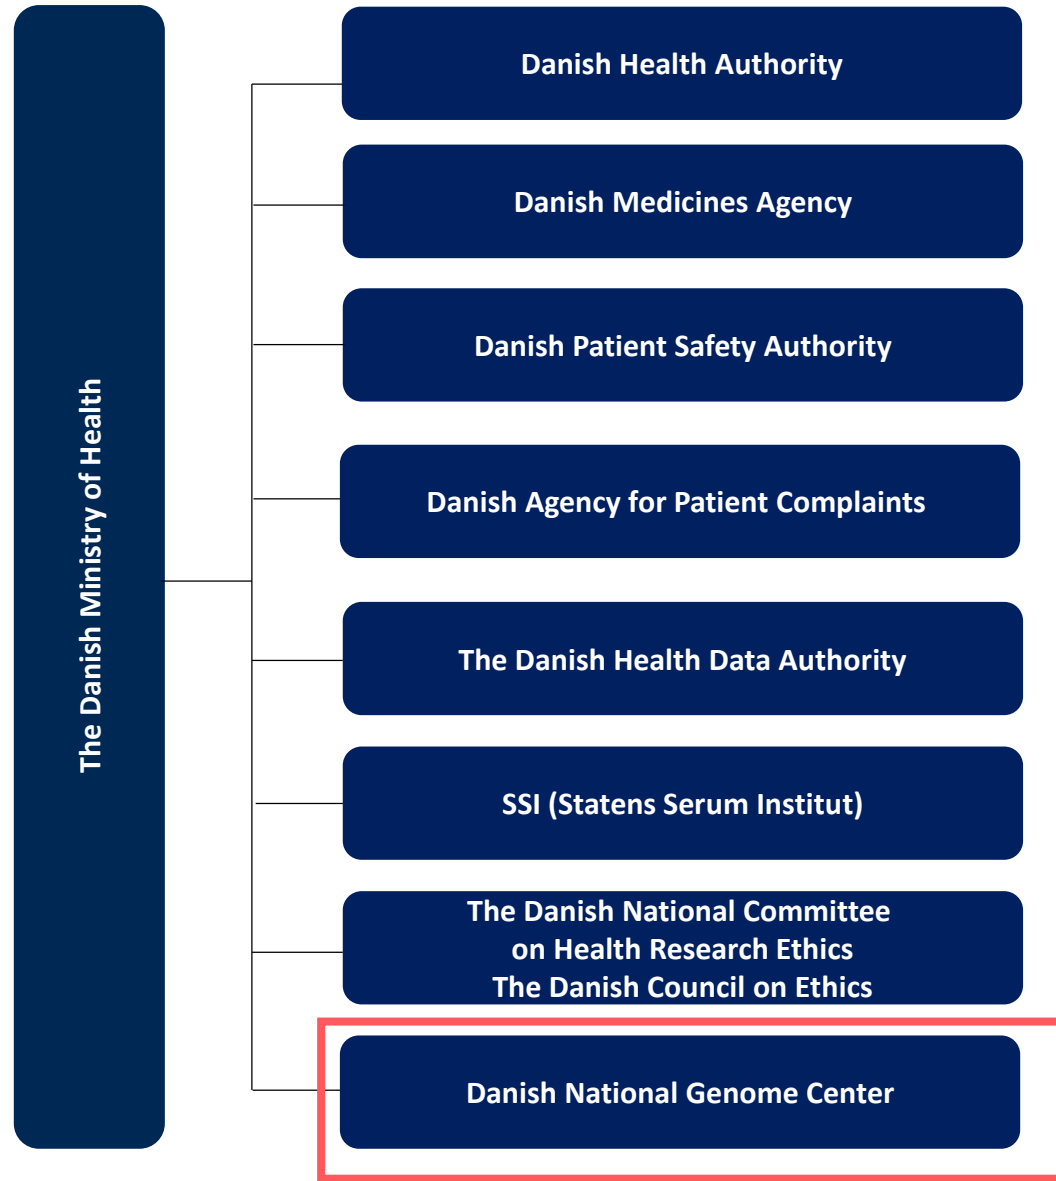 The Danish Ministry of Health
Danish Health Authority
Danish Medicines Agency
Danish Patient Safety Authority
Danish Agency for Patient Complaints
The Danish Health Data Authority
SSI (Statens Serum Institut)
The Danish National Committee
on Health Research Ethics
The Danish Council on Ethics
Danish National Genome Center